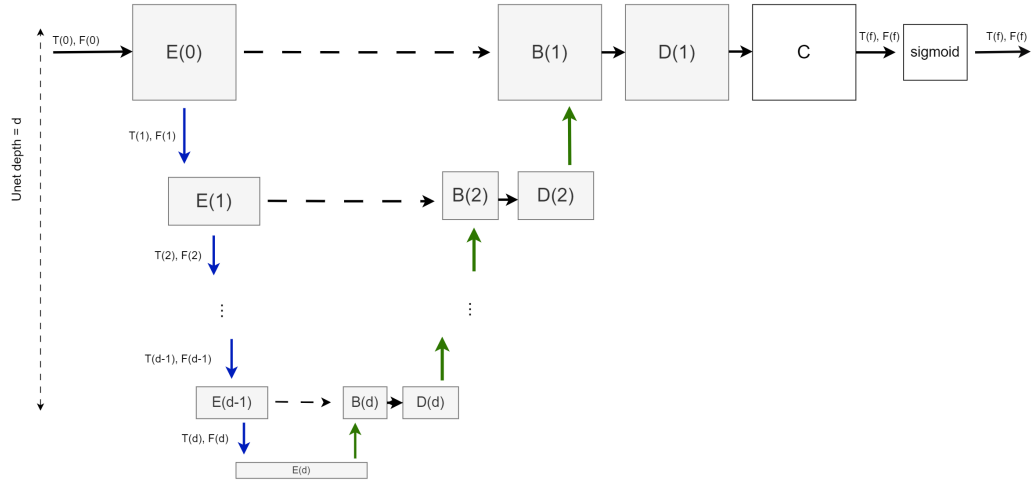 T(0), F(0)
E(0)
B(1)
D(1)
C
T(f), F(f)
sigmoid
T(f), F(f)
Unet depth = d
T(1), F(1)
E(1)
B(2)
D(2)
T(2), F(2)
...
...
T(d-1), F(d-1)
E(d-1)
B(d)
D(d)
T(d), F(d)
E(d)